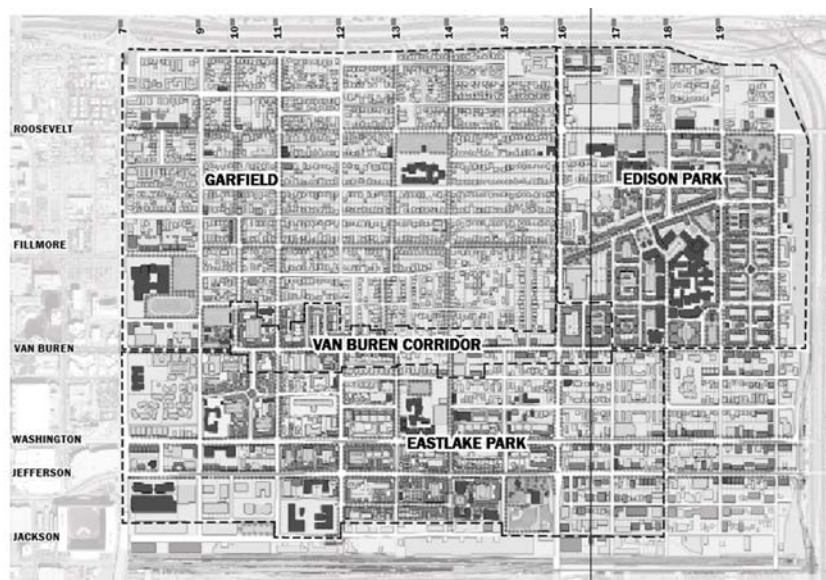 7 9 10 11 12 13 14 15 16 17 18 19
ROOSEVELT
GARFIELD
EDISON PARK
FILLMORE
VAN BUREN CORRIDOR
VAN BUREN
WASHINGTON
EASTLAKE PARK
JEFFERSON
JACKSON